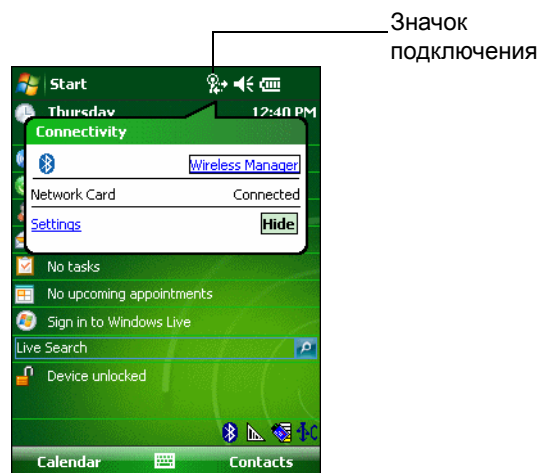 Значок
подключения
Start
Thursday 12:40 PM
Connectivity
Wireless Manager
Network Card Connected
Settings Hide
No tasks
No upcoming appointments
Sign in to Windows Live
Live Search
Device unlocked
C
Calendar Contacts